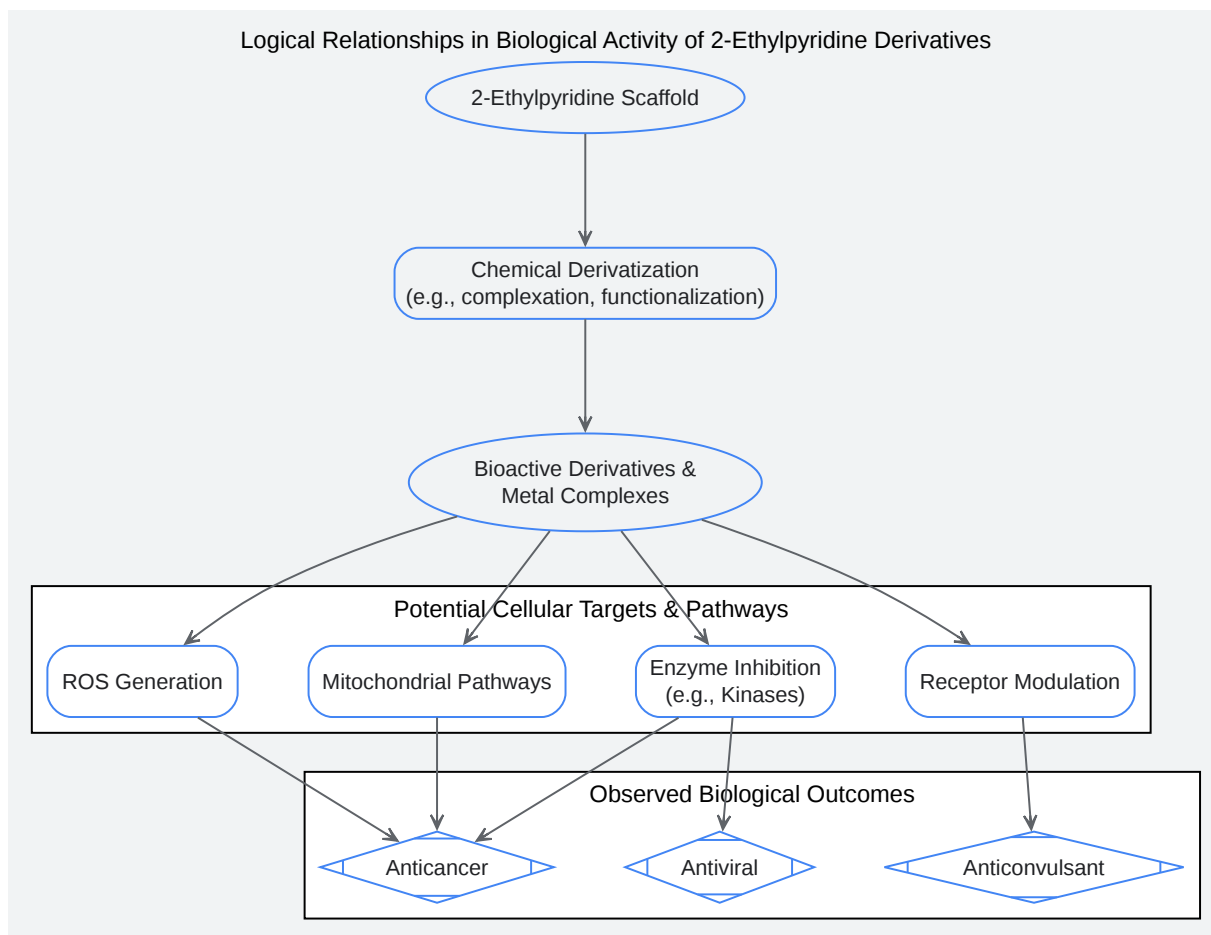 Logical Relationships in Biological Activity of 2-Ethylpyridine Derivatives
2-Ethylpyridine Scaffold
Chemical Derivatization
(e.g., complexation, functionalization)
Bioactive Derivatives &
Metal Complexes
Potential Cellular Targets & Pathways
ROS Generation
Mitochondrial Pathways
Enzyme Inhibition
(e.g., Kinases)
Receptor Modulation
Observed Biological Outcomes
Anticancer
Antiviral
Anticonvulsant